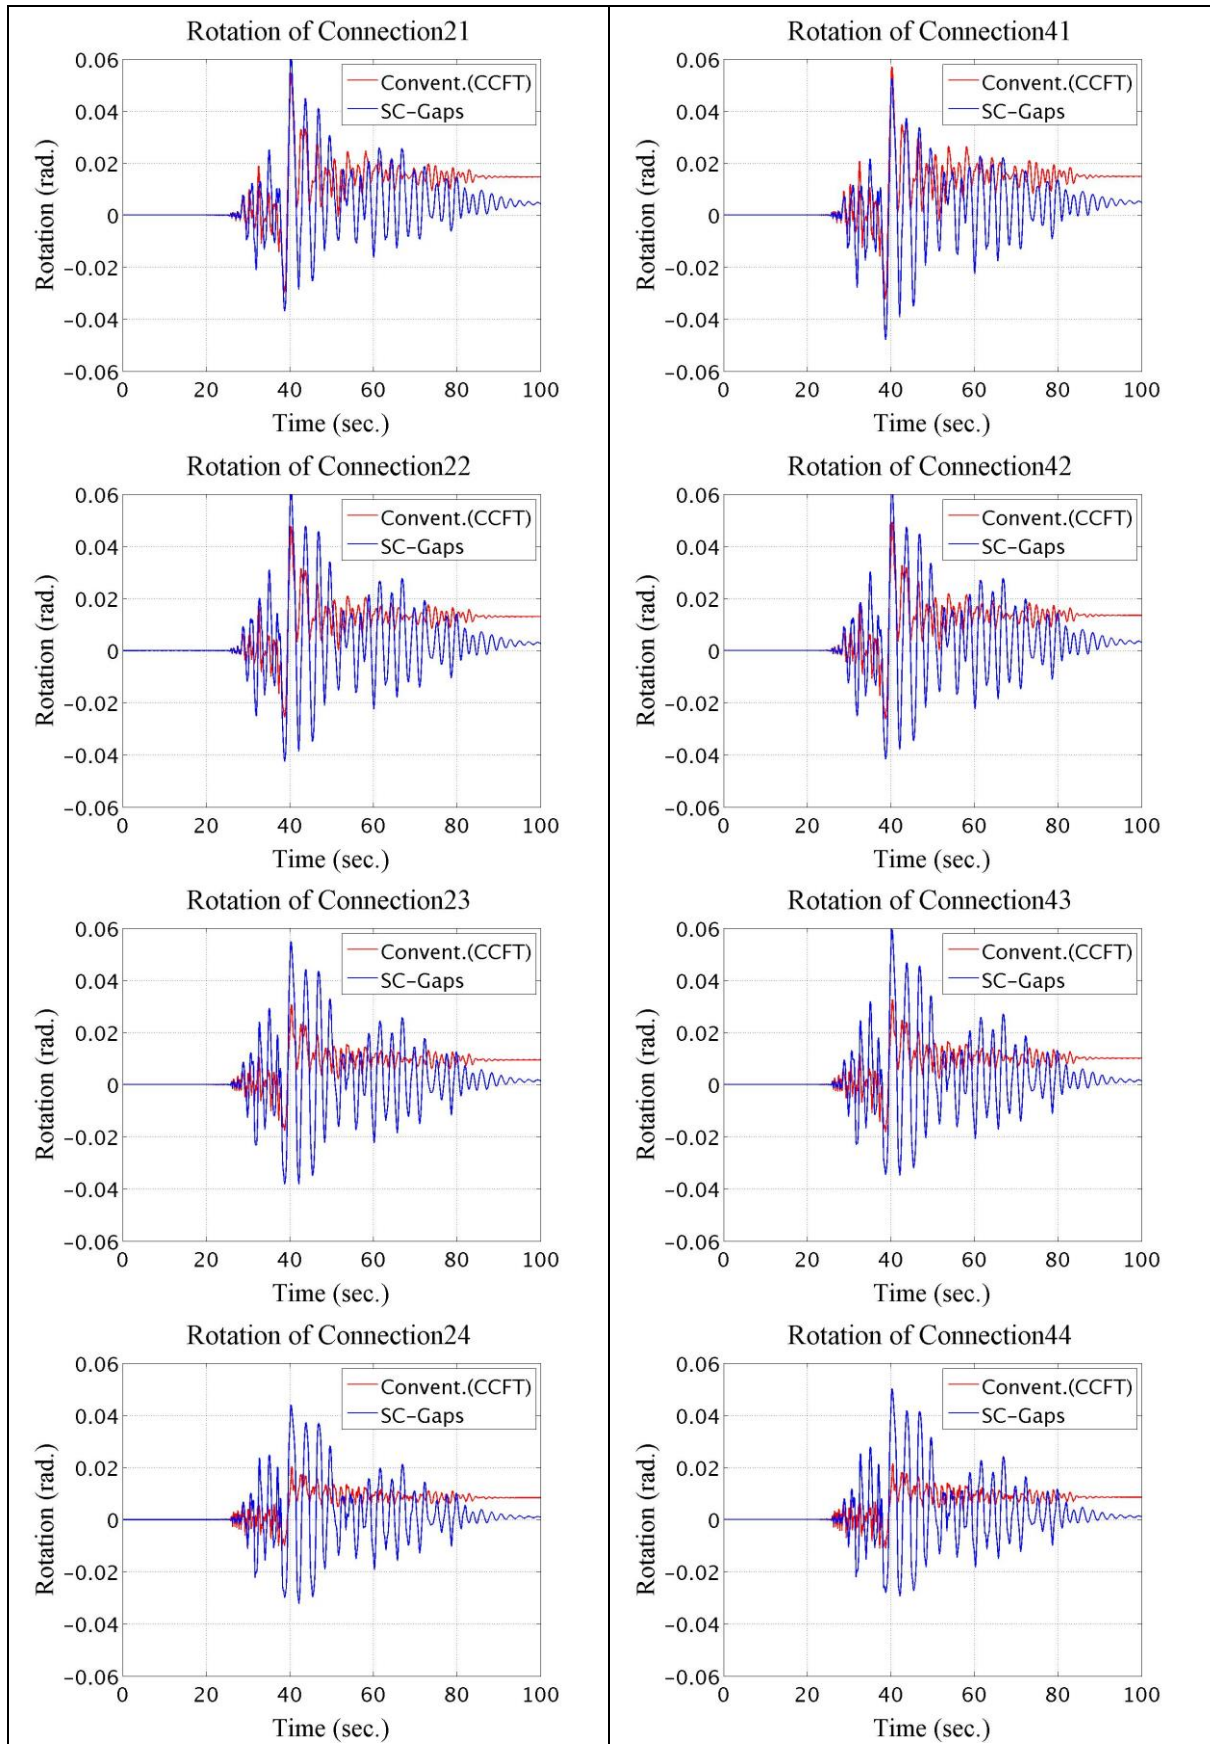 Rotation of Connection21
0.06
0.04
0.02
0
−0.02
−0.04
−0.06
Rotation (rad.)
Convent.(CCFT)
SC−Gaps
0 20 40 60 80 100
Time (sec.)
Rotation of Connection41
0.06
0.04
0.02
0
−0.02
−0.04
−0.06
Rotation (rad.)
Convent.(CCFT)
SC−Gaps
0 20 40 60 80 100
Time (sec.)
Rotation of Connection22
0.06
0.04
0.02
0
−0.02
−0.04
−0.06
Rotation (rad.)
Convent.(CCFT)
SC−Gaps
0 20 40 60 80 100
Time (sec.)
Rotation of Connection42
0.06
0.04
0.02
0
−0.02
−0.04
−0.06
Rotation (rad.)
Convent.(CCFT)
SC−Gaps
0 20 40 60 80 100
Time (sec.)
Rotation of Connection23
0.06
0.04
0.02
0
−0.02
−0.04
−0.06
Rotation (rad.)
Convent.(CCFT)
SC−Gaps
0 20 40 60 80 100
Time (sec.)
Rotation of Connection43
0.06
0.04
0.02
0
−0.02
−0.04
−0.06
Rotation (rad.)
Convent.(CCFT)
SC−Gaps
0 20 40 60 80 100
Time (sec.)
Rotation of Connection24
0.06
0.04
0.02
0
−0.02
−0.04
−0.06
Rotation (rad.)
Convent.(CCFT)
SC−Gaps
0 20 40 60 80 100
Time (sec.)
Rotation of Connection44
0.06
0.04
0.02
0
−0.02
−0.04
−0.06
Rotation (rad.)
Convent.(CCFT)
SC−Gaps
0 20 40 60 80 100
Time (sec.)